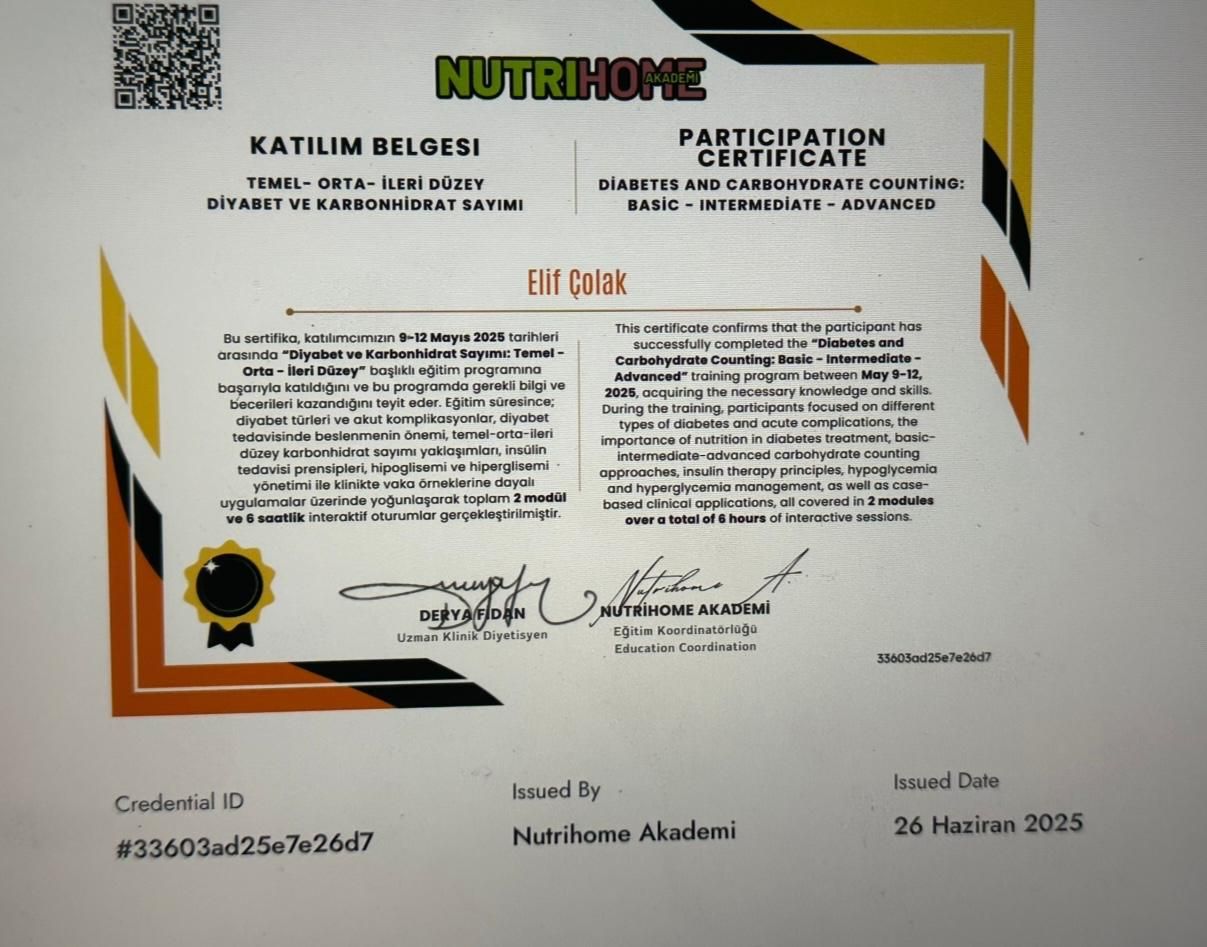 NUTRIHOME
AKADEMİ
KATILIM BELGESI
TEMEL- ORTA- İLERİ DÜZEY
DİYABET VE KARBONHİDRAT SAYIMI
PARTICIPATION
CERTIFICATE
DİABETES AND CARBOHYDRATE COUNTİNG:
BASİC - INTERMEDİATE - ADVANCED
Elif Çolak
Bu sertifika, katılımcımızın 9-12 Mayıs 2025 tarihleri
arasında “Diyabet ve Karbonhidrat Sayımı: Temel –
Orta – İleri Düzey” başlıklı eğitim programına
başarıyla katıldığını ve bu programda gerekli bilgi ve
becerileri kazandığını teyit eder. Eğitim süresince;
diyabet türleri ve akut komplikasyonlar, diyabet
tedavisinde beslenmenin önemi, temel-orta-ileri
düzey karbonhidrat sayımı yaklaşımları, insülin
tedavisi prensipleri, hipoglisemi ve hiperglisemi
yönetimi ile klinikte vaka örneklerine dayalı
uygulamalar üzerinde yoğunlaşarak toplam 2 modül
ve 6 saatlik interaktif oturumlar gerçekleştirilmiştir.
This certificate confirms that the participant has
successfully completed the “Diabetes and
Carbohydrate Counting: Basic – Intermediate –
Advanced” training program between May 9–12,
2025, acquiring the necessary knowledge and skills.
During the training, participants focused on different
types of diabetes and acute complications, the
importance of nutrition in diabetes treatment, basic-
intermediate-advanced carbohydrate counting
approaches, insulin therapy principles, hypoglycemia
and hyperglycemia management, as well as case-
based clinical applications, all covered in 2 modules
over a total of 6 hours of interactive sessions.
DERYA FİDAN
Uzman Klinik Diyetisyen
Nutrihome A.
NUTRİHOME AKADEMİ
Eğitim Koordinatörlüğü
Education Coordination
33603ad25e7e26d7
Credential ID
#33603ad25e7e26d7
Issued By
Nutrihome Akademi
Issued Date
26 Haziran 2025